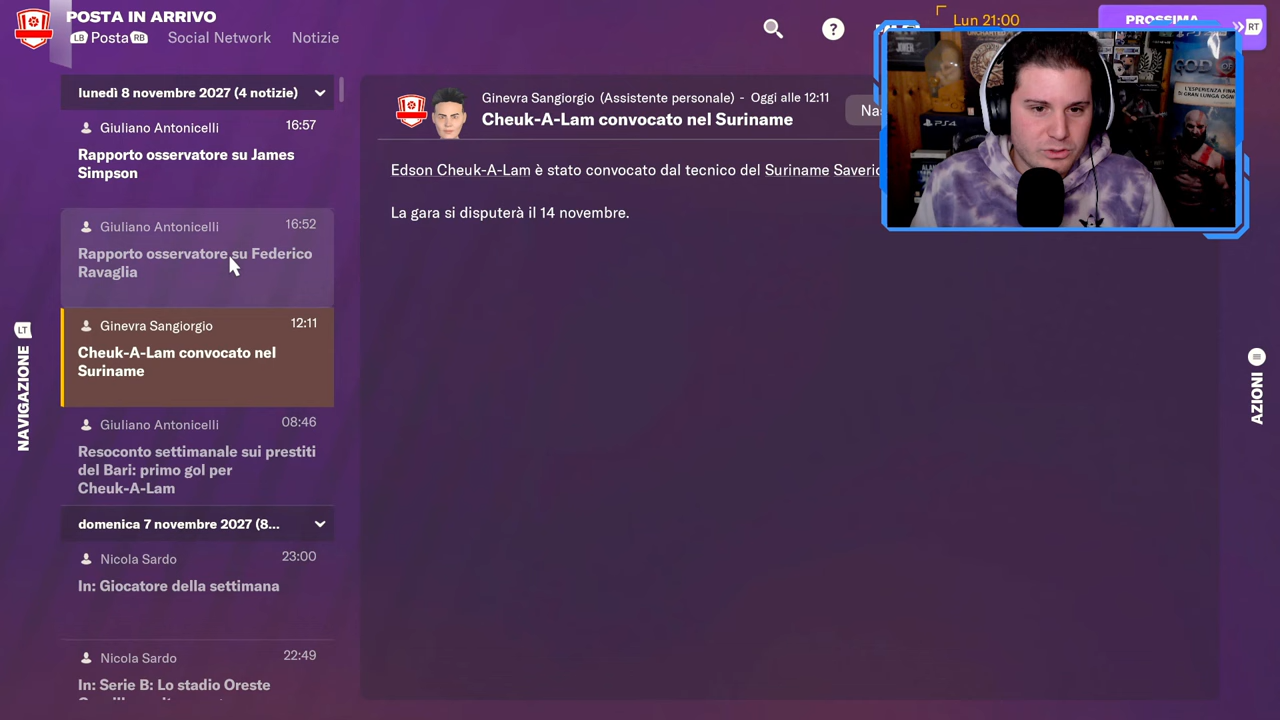 POSTA IN ARRIVO
LB Posta RB Social Network Notizie
Lun 21:00
PROSSIMA
RT
lunedì 8 novembre 2027 (4 notizie)
Giuliano Antonicelli 16:57
Rapporto osservatore su James
Simpson
Giuliano Antonicelli 16:52
Rapporto osservatore su Federico
Ravaglia
Ginevra Sangiorgio 12:11
Cheuk-A-Lam convocato nel
Suriname
Giuliano Antonicelli 08:46
Resoconto settimanale sui prestiti
del Bari: primo gol per
Cheuk-A-Lam
domenica 7 novembre 2027 (8...
Nicola Sardo 23:00
In: Giocatore della settimana
Nicola Sardo 22:49
In: Serie B: Lo stadio Oreste
Ginevra Sangiorgio (Assistente personale) - Oggi alle 12:11
Cheuk-A-Lam convocato nel Suriname
Edson Cheuk-A-Lam è stato convocato dal tecnico del Suriname Saverio
La gara si disputerà il 14 novembre.
LT
NAVIGAZIONE
AZIONI
PS4
UNCHARTED
GOD OF
L'ESPERIENZA FINA